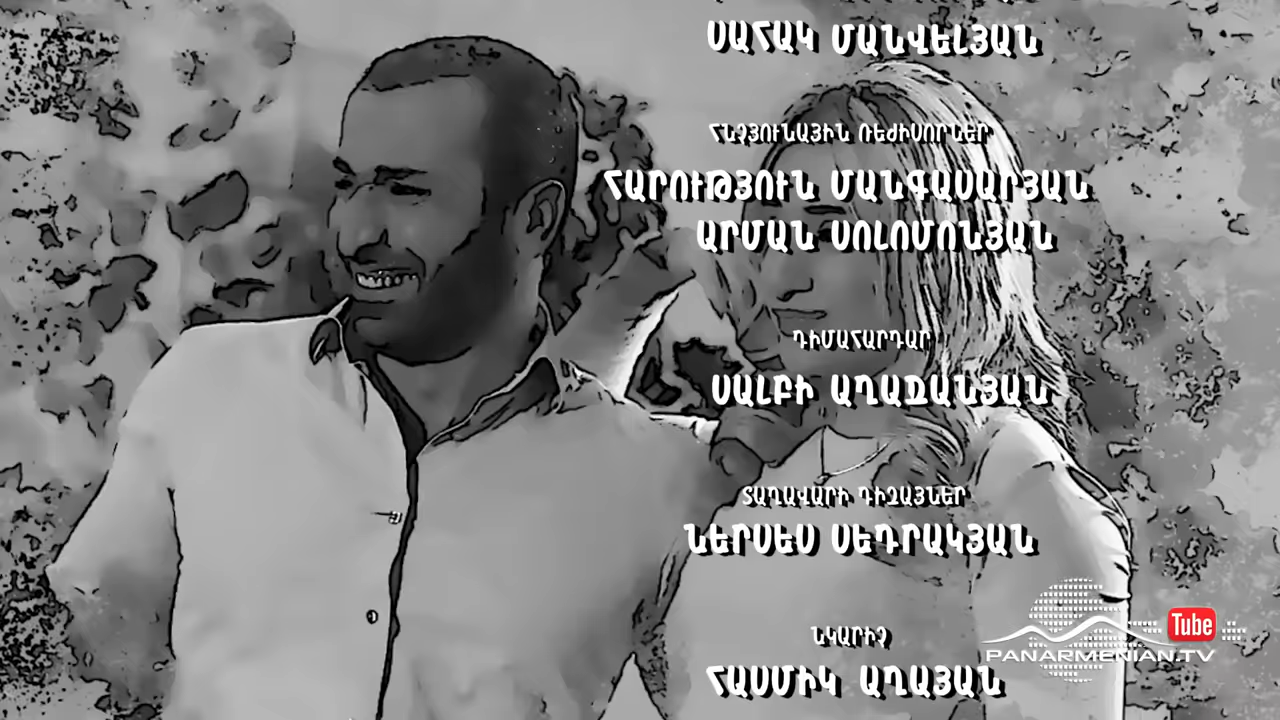 ՍԱՀԱԿ ՄԱՆՎԵԼՅԱՆ
ՀՆՉՅՈՒՆԱՅԻՆ ՌԵԺԻՍՈՐՆԵՐ
ՀԱՐՈՒԹՅՈՒՆ ՄԱՆԳԱՍԱՐՅԱՆ
ԱՐՄԱՆ ՍՈԼՈՄՈՆՅԱՆ
ԴԻՄԱՀԱՐԴԱՐ
ՍԱԼԲԻ ԱՂԱՋԱՆՅԱՆ
ՏԱՂԱՎԱՐԻ ԴԻԶԱՅՆԵՐ
ՆԵՐՍԵՍ ՍԵԴՐԱԿՅԱՆ
ՆԿԱՐԻՉ
ՀԱՍՄԻԿ ԱՂԱՅԱՆ
Tube
PANARMENIAN.TV